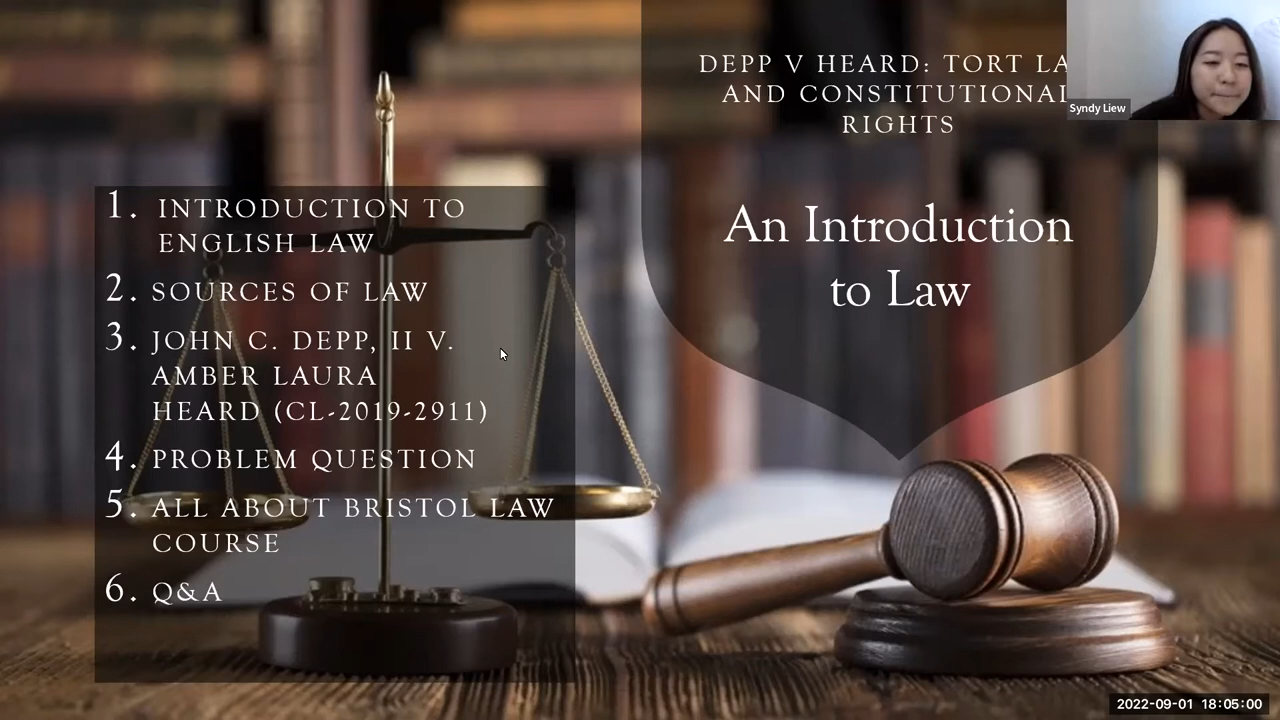 DEPP V HEARD: TORT LA
AND CONSTITUTIONAL
RIGHTS
Syndy Liew
An Introduction
to Law
1. INTRODUCTION TO
ENGLISH LAW
2. SOURCES OF LAW
3. JOHN C. DEPP, II V.
AMBER LAURA
HEARD (CL-2019-2911)
4. PROBLEM QUESTION
5. ALL ABOUT BRISTOL LAW
COURSE
6. Q&A
2022-09-01 18:05:00